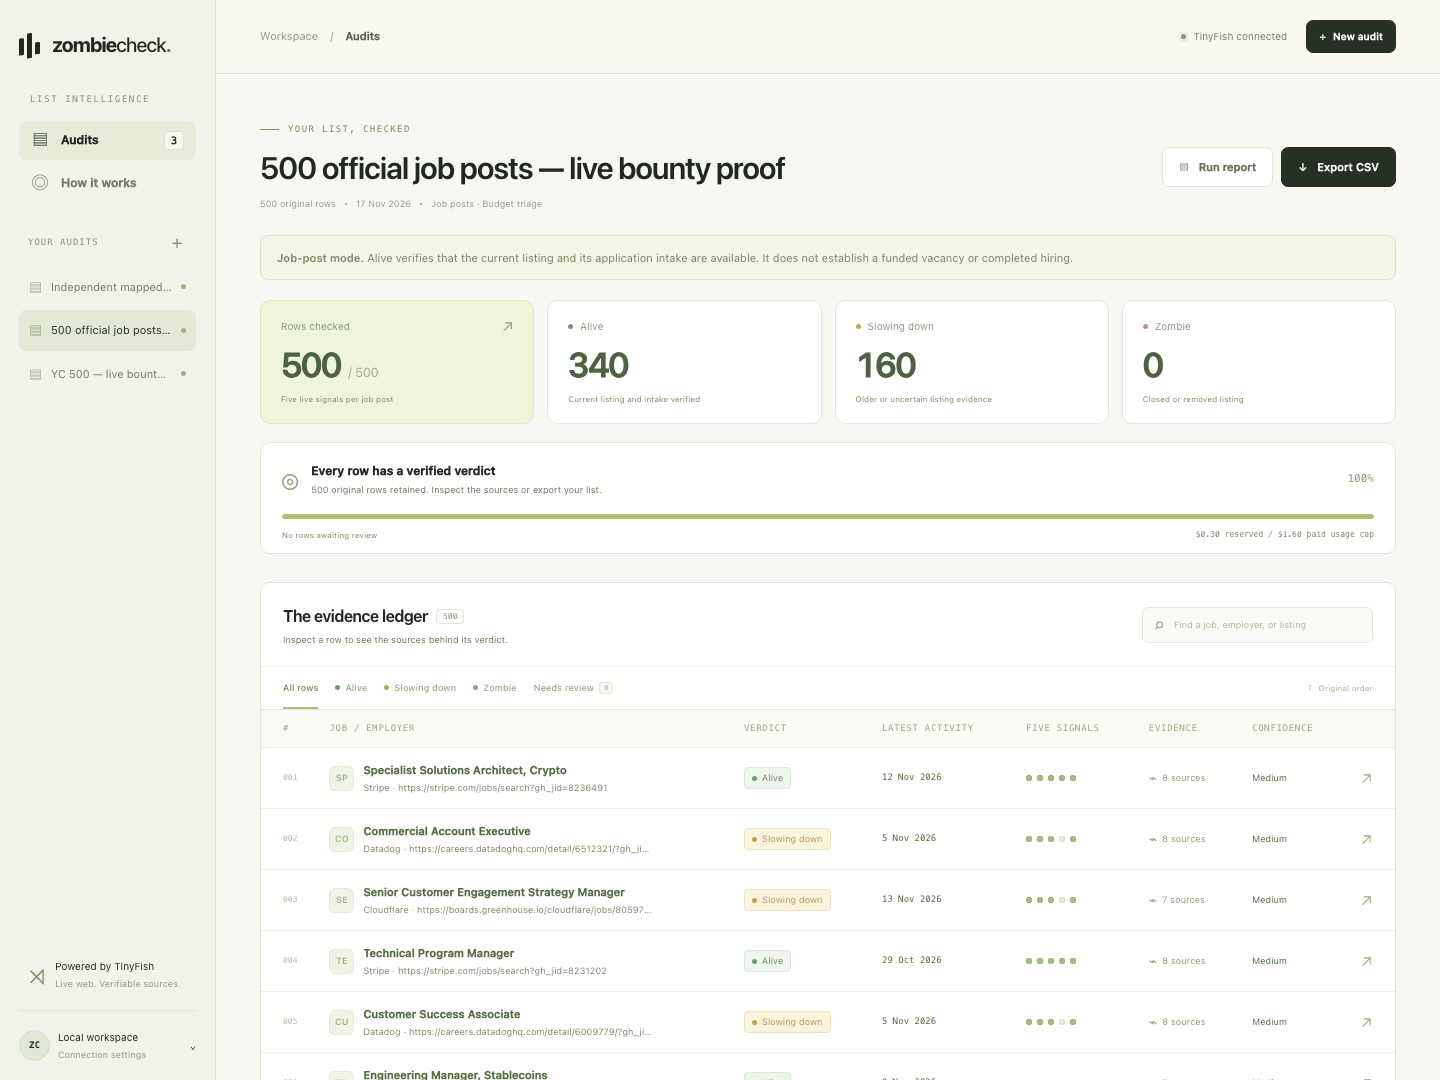 zombiecheck.
LIST INTELLIGENCE
Audits 3
How it works
YOUR AUDITS +
Independent mapped...
500 official job posts...
YC 500 — live bount...
Powered by TinyFish
Live web. Verifiable sources.
ZC Local workspace
Connection settings
Workspace / Audits
TinyFish connected
+ New audit
YOUR LIST, CHECKED
500 official job posts — live bounty proof
500 original rows • 17 Nov 2026 • Job posts · Budget triage
Run report
↓ Export CSV
Job-post mode. Alive verifies that the current listing and its application intake are available. It does not establish a funded vacancy or completed hiring.
Rows checked
500 / 500
Five live signals per job post
Alive
340
Current listing and intake verified
Slowing down
160
Older or uncertain listing evidence
Zombie
0
Closed or removed listing
Every row has a verified verdict
500 original rows retained. Inspect the sources or export your list.
100%
No rows awaiting review
$0.30 reserved / $1.60 paid usage cap
The evidence ledger 500
Inspect a row to see the sources behind its verdict.
Find a job, employer, or listing
All rows Alive Slowing down Zombie Needs review 0
Original order
# JOB / EMPLOYER VERDICT LATEST ACTIVITY FIVE SIGNALS EVIDENCE CONFIDENCE
001 SP Specialist Solutions Architect, Crypto Alive 12 Nov 2026 8 sources Medium
Stripe · https://stripe.com/jobs/search?gh_jid=8236491
002 CO Commercial Account Executive Slowing down 5 Nov 2026 8 sources Medium
Datadog · https://careers.datadoghq.com/detail/6512321/?gh_ji...
003 SE Senior Customer Engagement Strategy Manager Slowing down 13 Nov 2026 7 sources Medium
Cloudflare · https://boards.greenhouse.io/cloudflare/jobs/80597...
004 TE Technical Program Manager Alive 29 Oct 2026 8 sources Medium
Stripe · https://stripe.com/jobs/search?gh_jid=8231202
005 CU Customer Success Associate Slowing down 5 Nov 2026 8 sources Medium
Datadog · https://careers.datadoghq.com/detail/6009779/?gh_ji...
Engineering Manager, Stablecoins